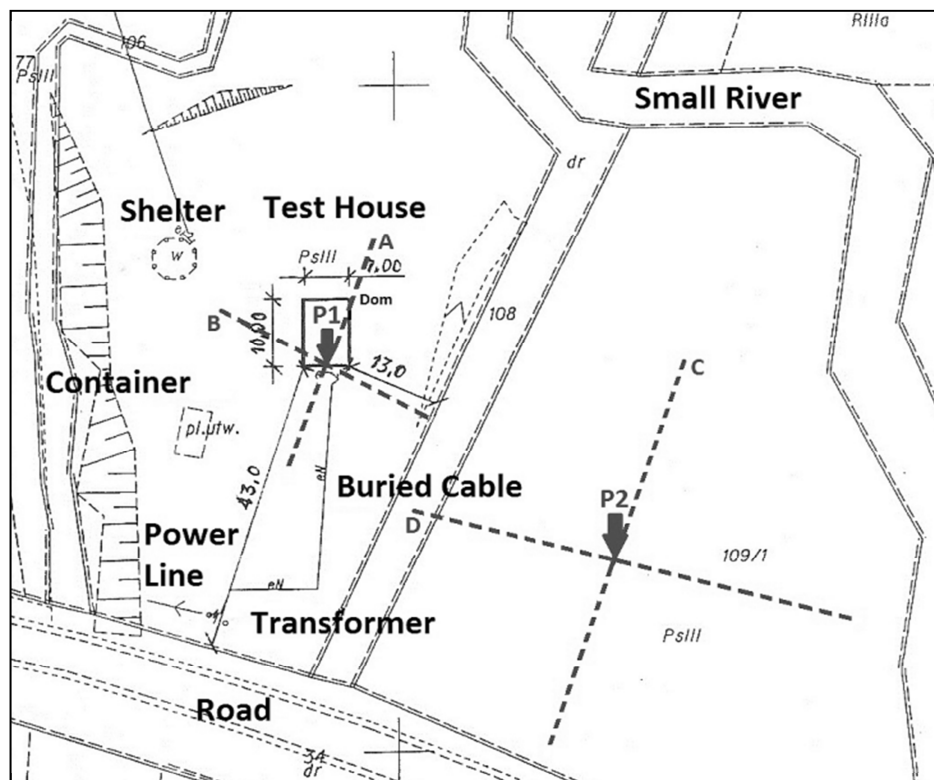 106
77
PsIII
RIIIa
Small River
dr
Shelter
Test House
e
w
PsIII
A
7,00
Dom
P1
B
10,00
108
13,0
Container
C
pl.utw.
43,0
eN
Buried Cable
D
P2
109/1
Power
Line
eN
Transformer
PsIII
Road
34
dr